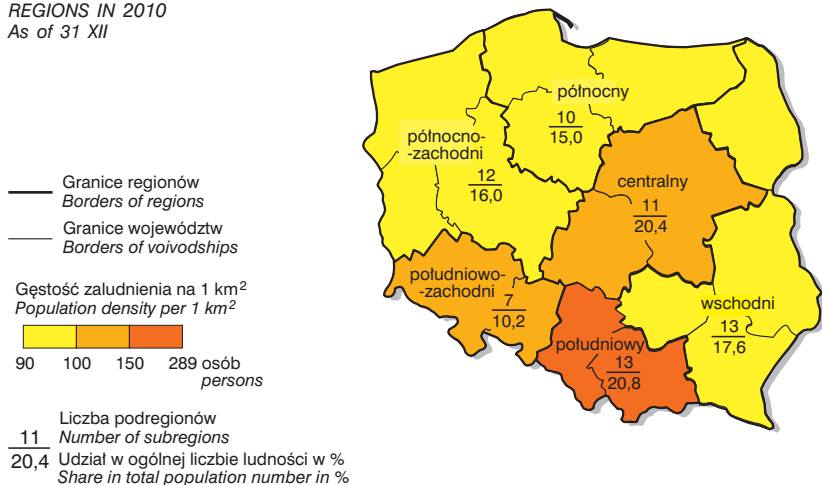 REGIONS IN 2010
As of 31 XII
Granice regionów
Borders of regions
Granice województw
Borders of voivodships
Gęstość zaludnienia na 1 km²
Population density per 1 km²
90 100 150 289 osób
persons
Liczba podregionów
11 Number of subregions
20,4 Udział w ogólnej liczbie ludności w %
Share in total population number in %
północny
10
15,0
północno-
-zachodni
12
16,0
centralny
11
20,4
południowo-
-zachodni
7
10,2
wschodni
13
17,6
południowy
13
20,8